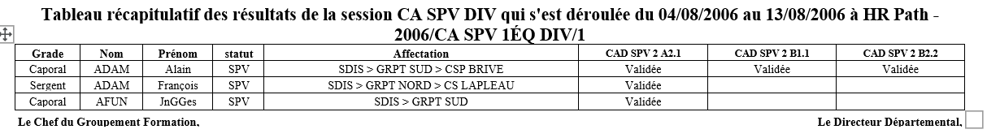 Tableau récapitulatif des résultats de la session CA SPV DIV qui s'est déroulée du 04/08/2006 au 13/08/2006 à HR Path -
2006/CA SPV 1ÉQ DIV/1
Grade Nom Prénom statut Affectation CAD SPV 2 A2.1 CAD SPV 2 B1.1 CAD SPV 2 B2.2
Caporal ADAM Alain SPV SDIS > GRPT SUD > CSP BRIVE Validée Validée Validée
Sergent ADAM François SPV SDIS > GRPT NORD > CS LAPLEAU Validée
Caporal AFUN JnGGes SPV SDIS > GRPT SUD Validée
Le Chef du Groupement Formation, Le Directeur Départemental,